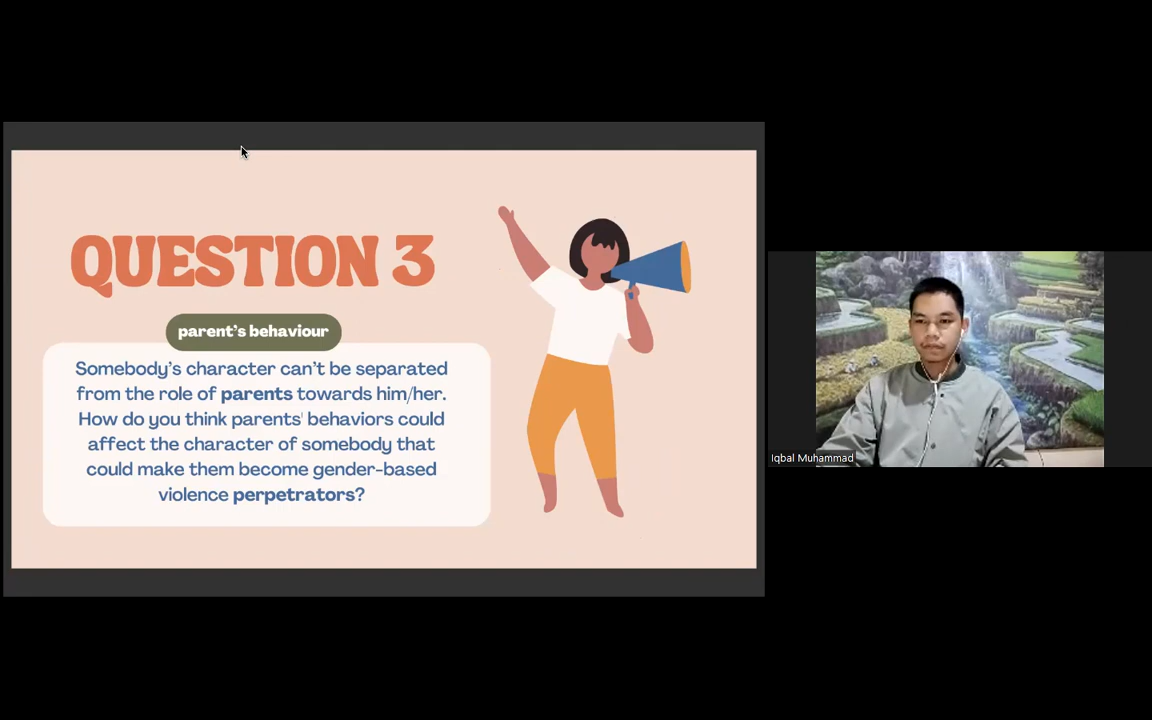 QUESTION 3
parent's behaviour
Somebody's character can't be separated
from the role of parents towards him/her.
How do you think parents' behaviors could
affect the character of somebody that
could make them become gender-based
violence perpetrators?
Iqbal Muhammad